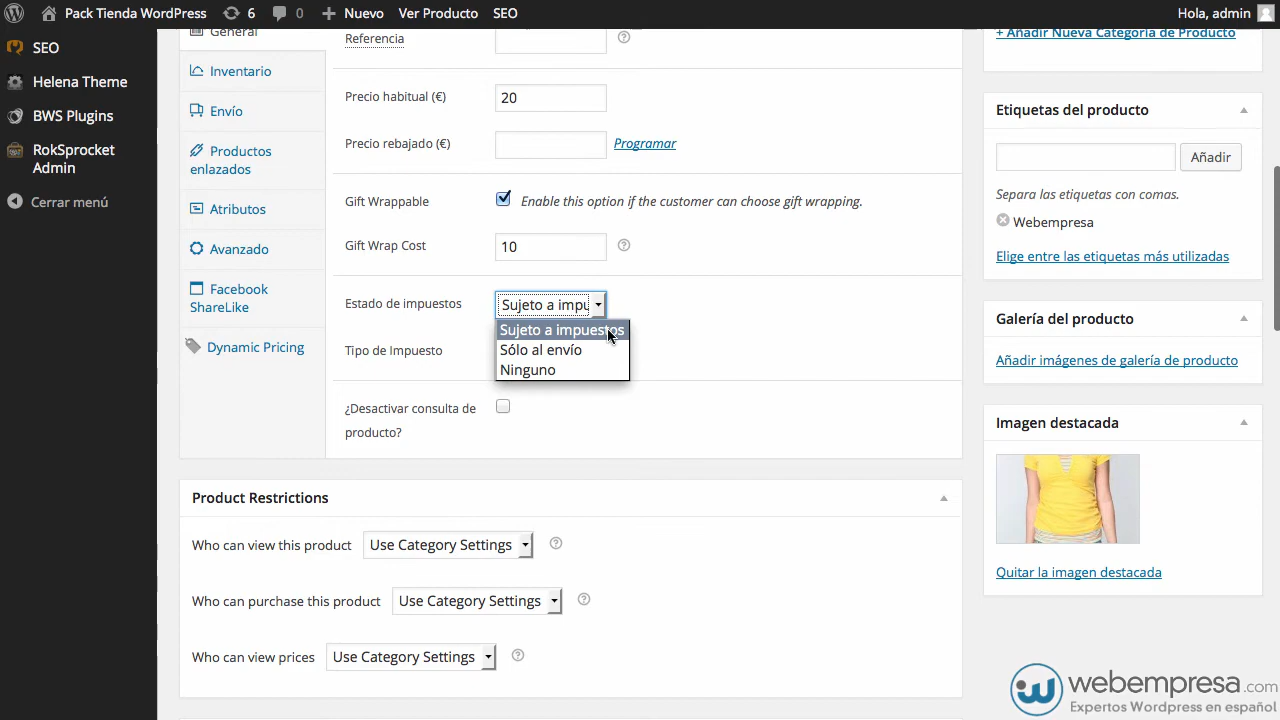 Pack Tienda WordPress 6 0 Nuevo Ver Producto SEO Hola, admin
SEO
Helena Theme
BWS Plugins
RokSprocket
Admin
Cerrar menú
General
Inventario
Envío
Productos
enlazados
Atributos
Avanzado
Facebook
ShareLike
Dynamic Pricing
Referencia
Precio habitual (€) 20
Precio rebajado (€) Programar
Gift Wrappable Enable this option if the customer can choose gift wrapping.
Gift Wrap Cost 10
Estado de impuestos Sujeto a impu
Sujeto a impuestos
Sólo al envío
Ninguno
Tipo de Impuesto
¿Desactivar consulta de
producto?
Product Restrictions
Who can view this product Use Category Settings
Who can purchase this product Use Category Settings
Who can view prices Use Category Settings
+ Añadir Nueva Categoría de Producto
Etiquetas del producto
Añadir
Separa las etiquetas con comas.
Webempresa
Elige entre las etiquetas más utilizadas
Galería del producto
Añadir imágenes de galería de producto
Imagen destacada
Quitar la imagen destacada
webempresa.com
Expertos Wordpress en español